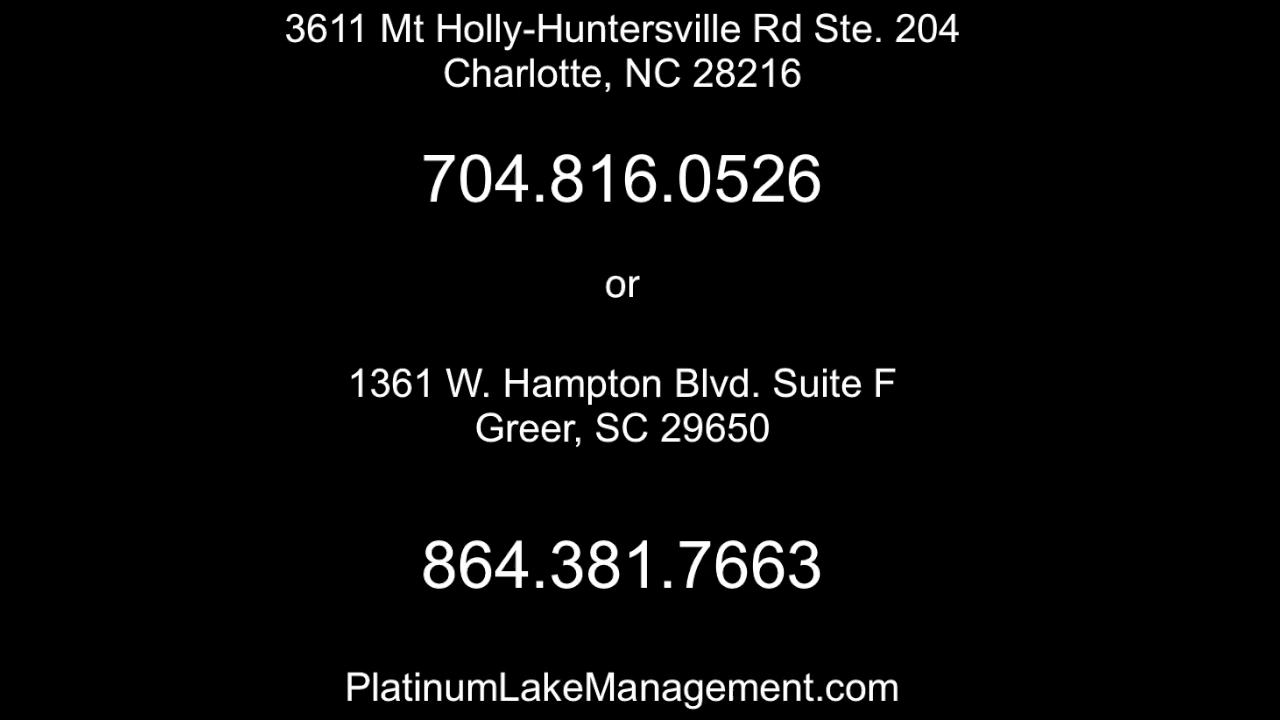 3611 Mt Holly-Huntersville Rd Ste. 204
Charlotte, NC 28216
704.816.0526
or
1361 W. Hampton Blvd. Suite F
Greer, SC 29650
864.381.7663
PlatinumLakeManagement.com